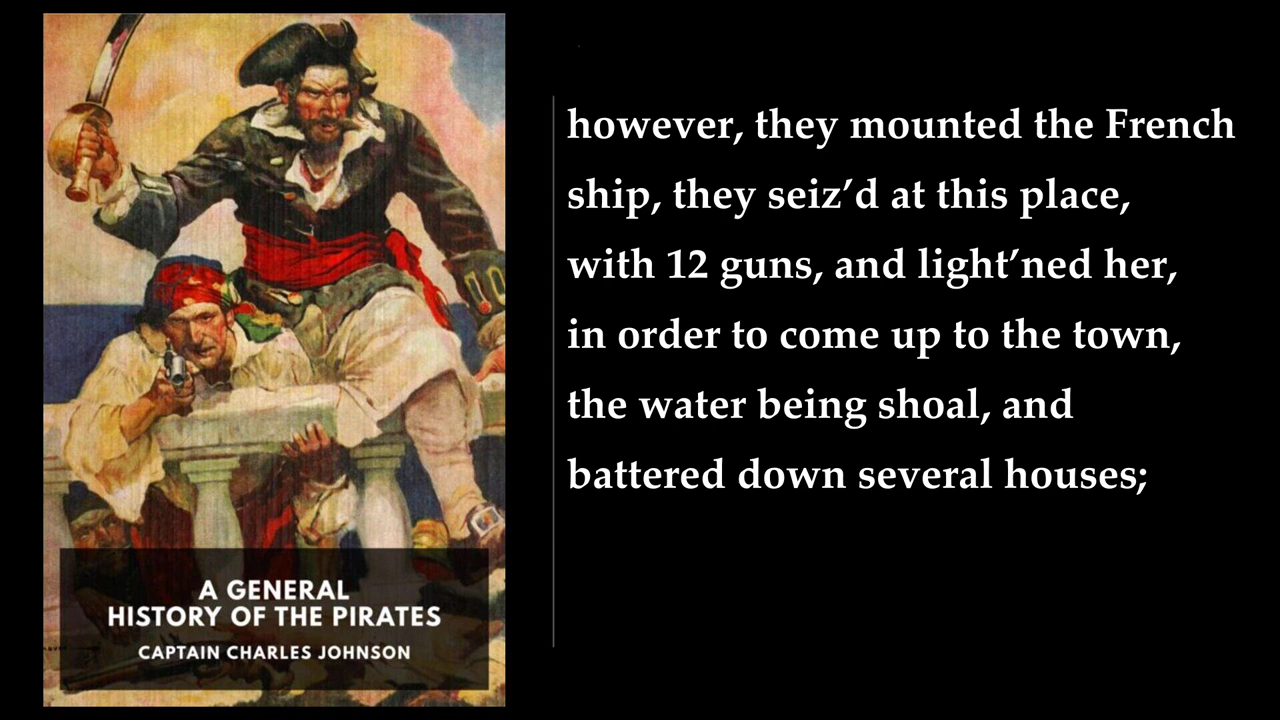 however, they mounted the French
ship, they seiz’d at this place,
with 12 guns, and light’ned her,
in order to come up to the town,
the water being shoal, and
battered down several houses;
A GENERAL
HISTORY OF THE PIRATES
CAPTAIN CHARLES JOHNSON